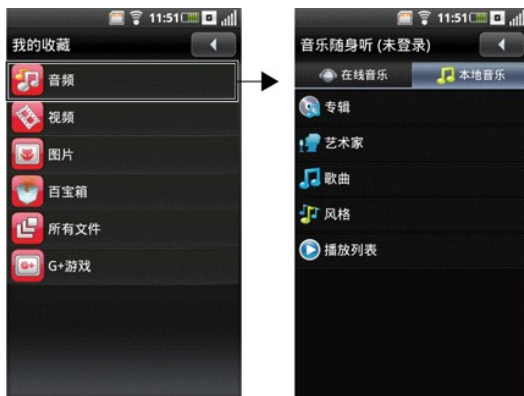 11:51
我的收藏
音频
视频
图片
百宝箱
所有文件
G+
G+游戏
11:51
音乐随身听 (未登录)
在线音乐
本地音乐
专辑
艺术家
歌曲
风格
播放列表